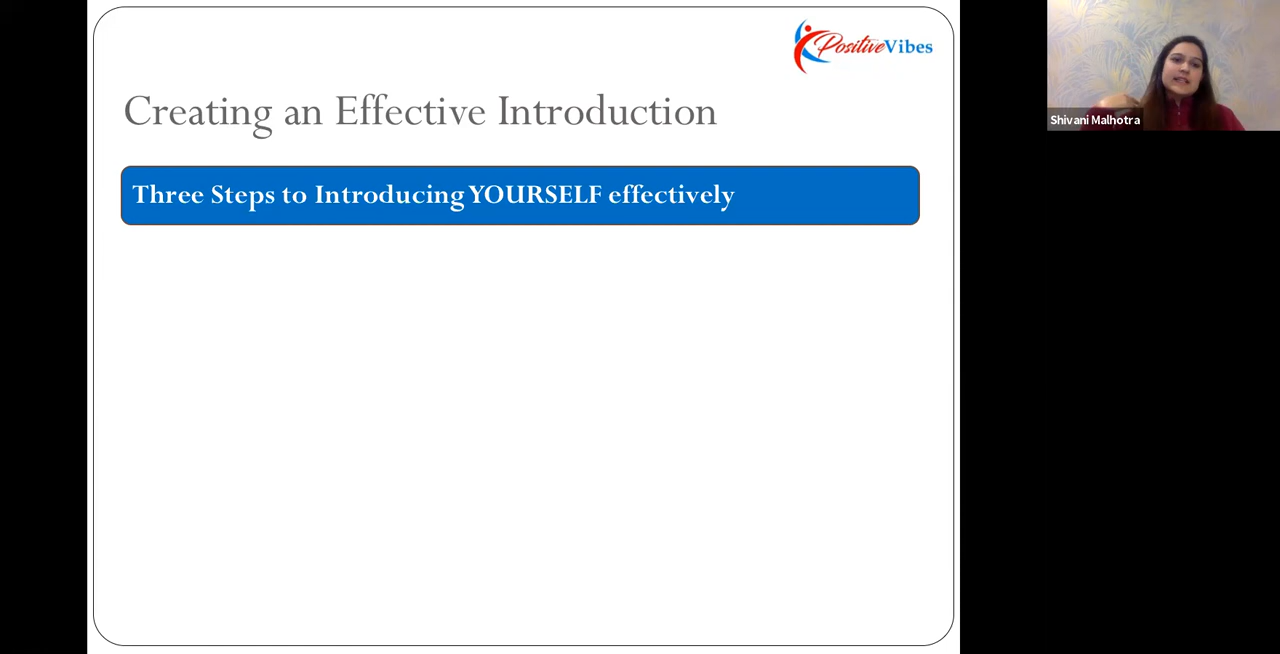 PositiveVibes
Shivani Malhotra
Creating an Effective Introduction
Three Steps to Introducing YOURSELF effectively